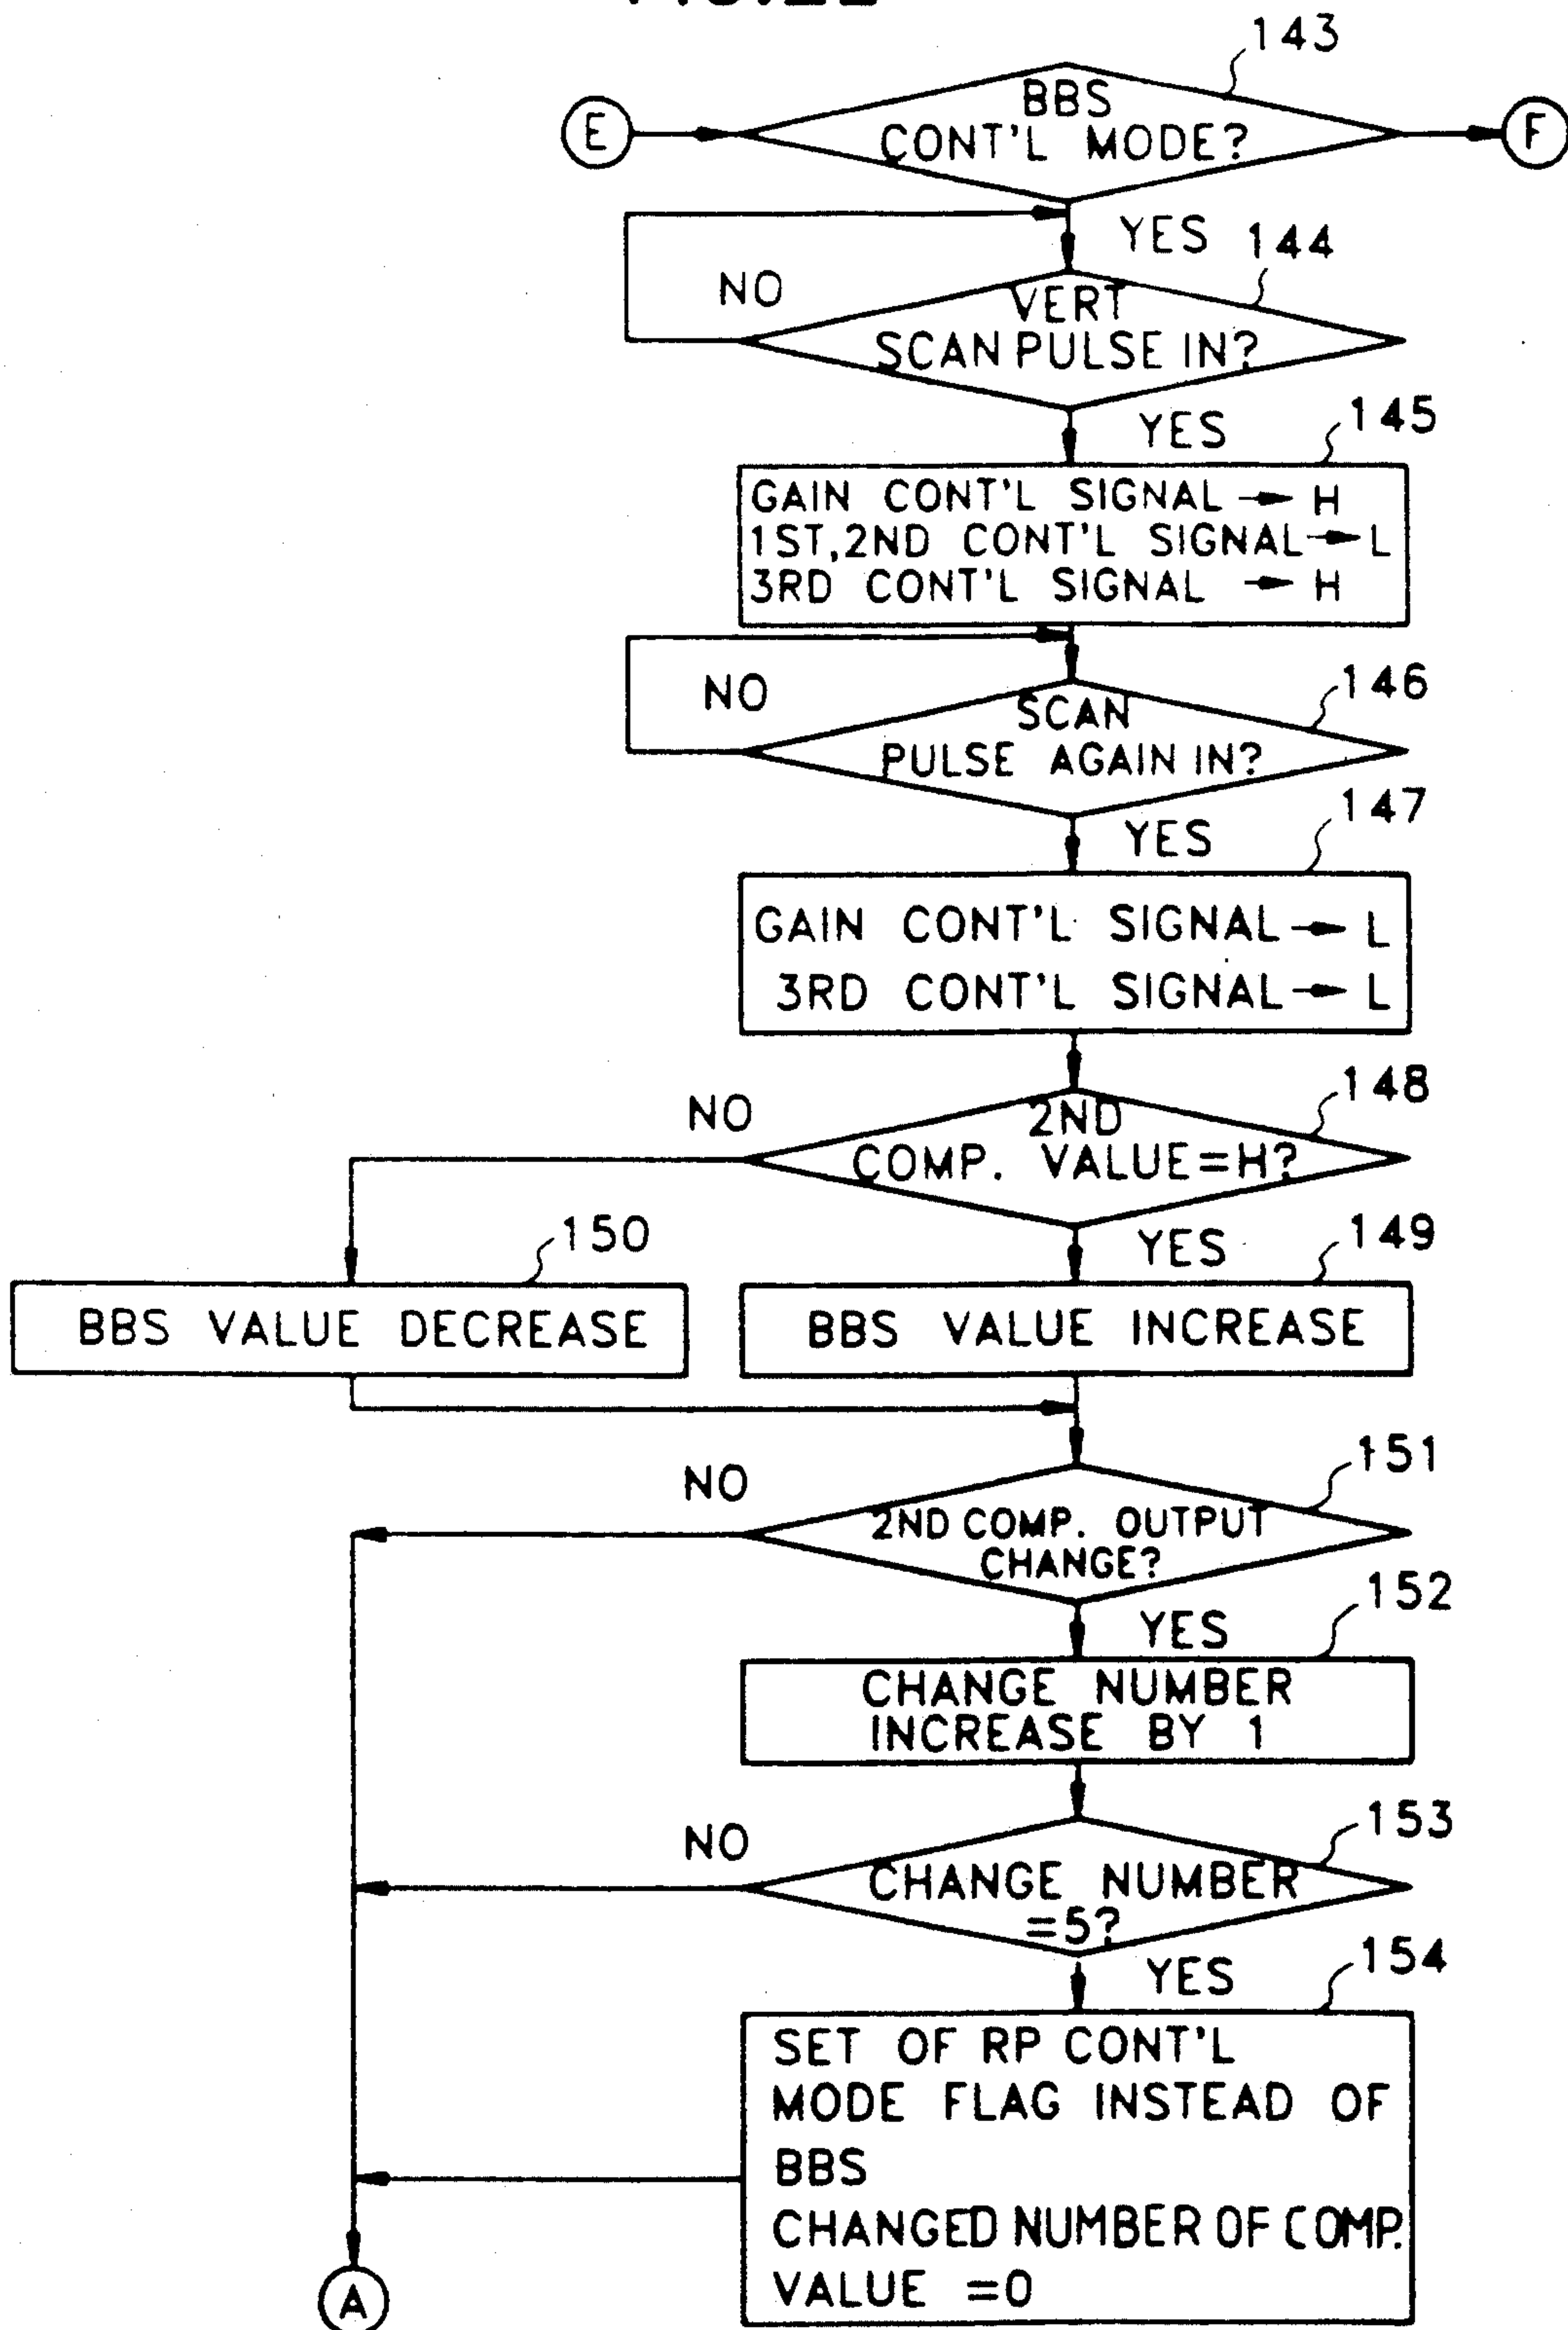 143
BBS
CONT'L MODE?
E
F
YES
144
NO
VERT
SCAN PULSE IN?
YES
145
GAIN CONT'L SIGNAL → H
1ST,2ND CONT'L SIGNAL → L
3RD CONT'L SIGNAL → H
146
NO
SCAN
PULSE AGAIN IN?
147
YES
GAIN CONT'L SIGNAL → L
3RD CONT'L SIGNAL → L
148
NO
2ND
COMP. VALUE=H?
150
YES
149
BBS VALUE DECREASE
BBS VALUE INCREASE
151
NO
2ND COMP. OUTPUT
CHANGE?
152
YES
CHANGE NUMBER
INCREASE BY 1
153
NO
CHANGE NUMBER
=5?
154
YES
SET OF RP CONT'L
MODE FLAG INSTEAD OF
BBS
CHANGED NUMBER OF COMP.
VALUE =0
A